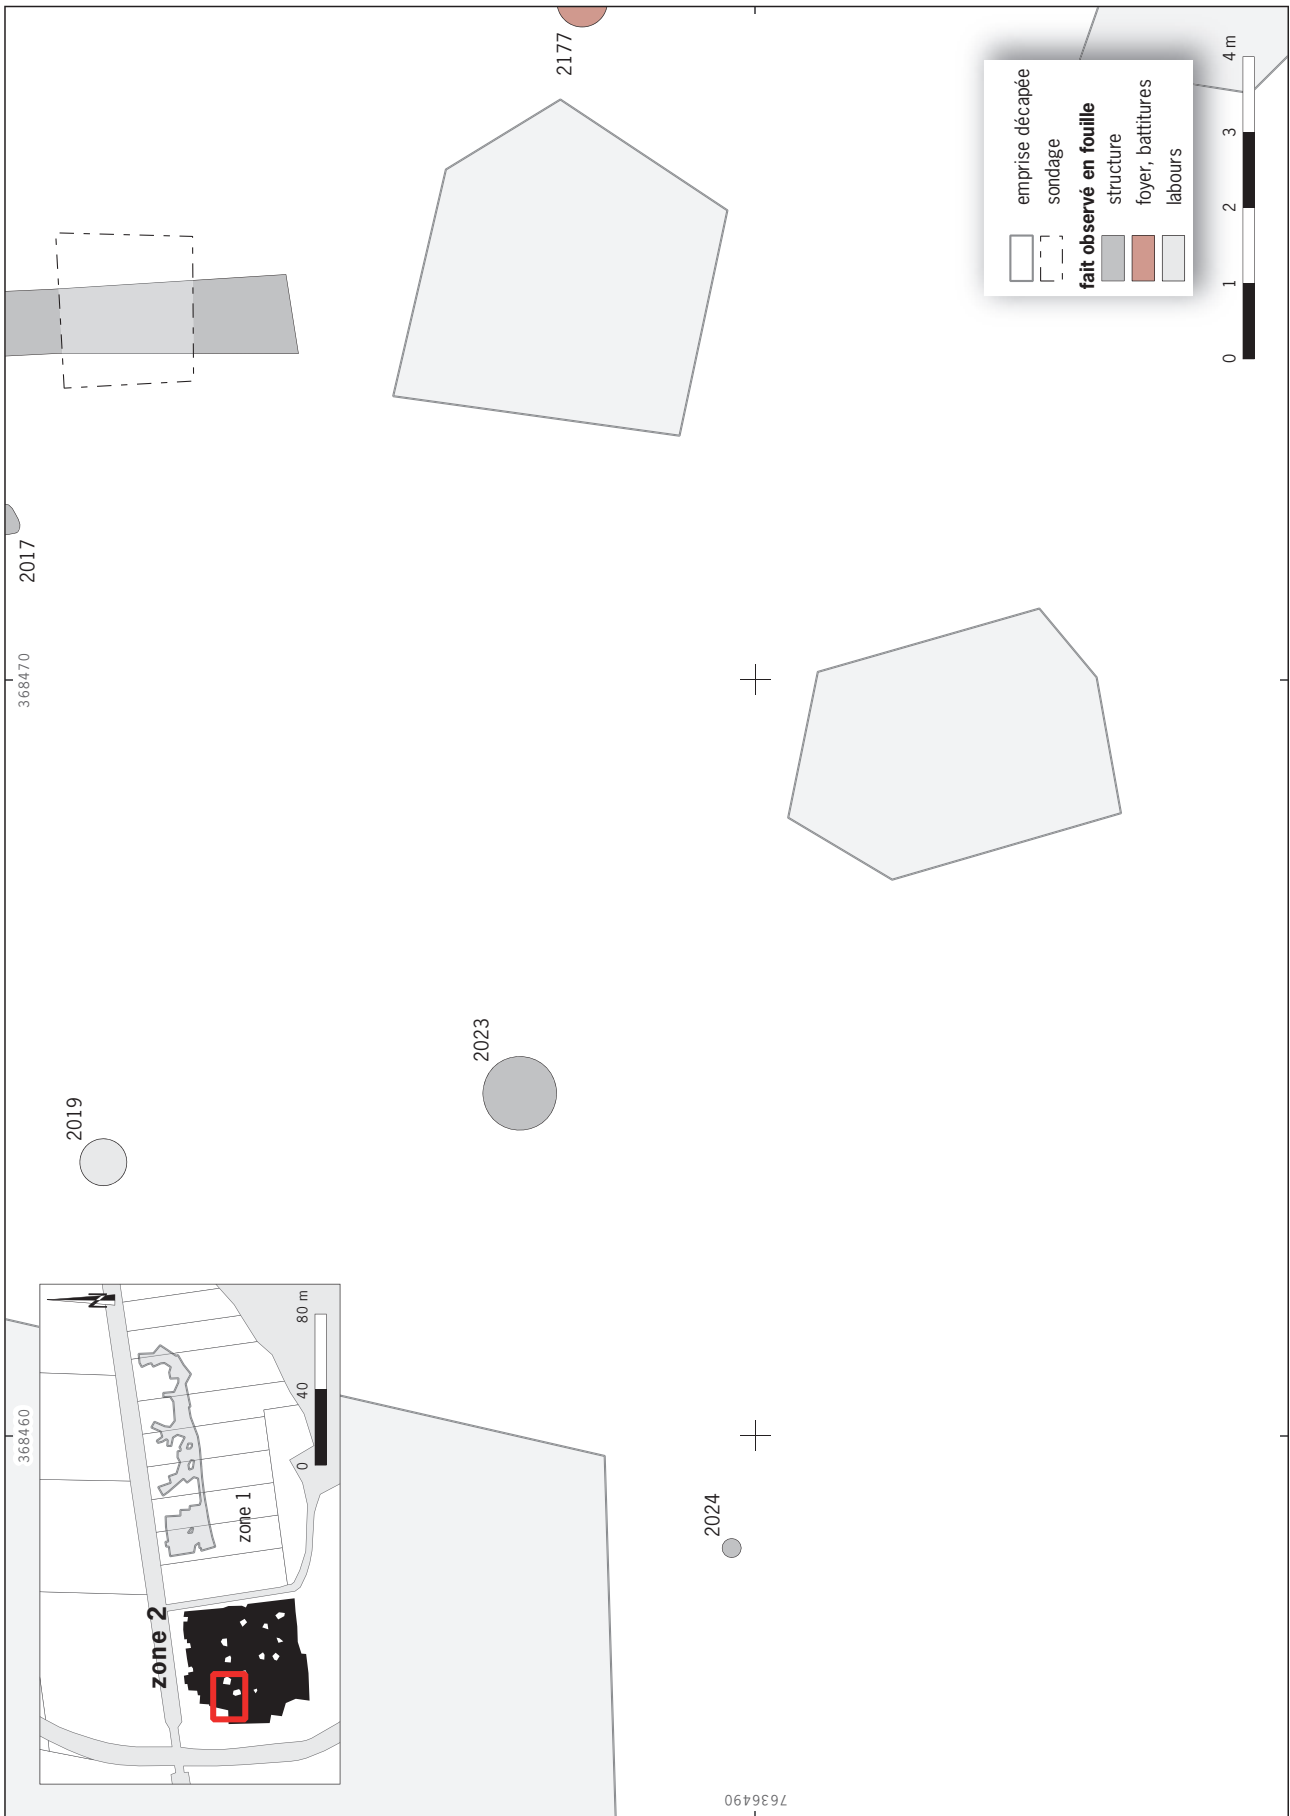 2177
2017
368470
2019
2023
368460
2024
7636490
emprise décapée
sondage
fait observé en fouille
structure
foyer, battitures
labours
0 1 2 3 4 m
zone 2
zone 1
N
0 40 80 m